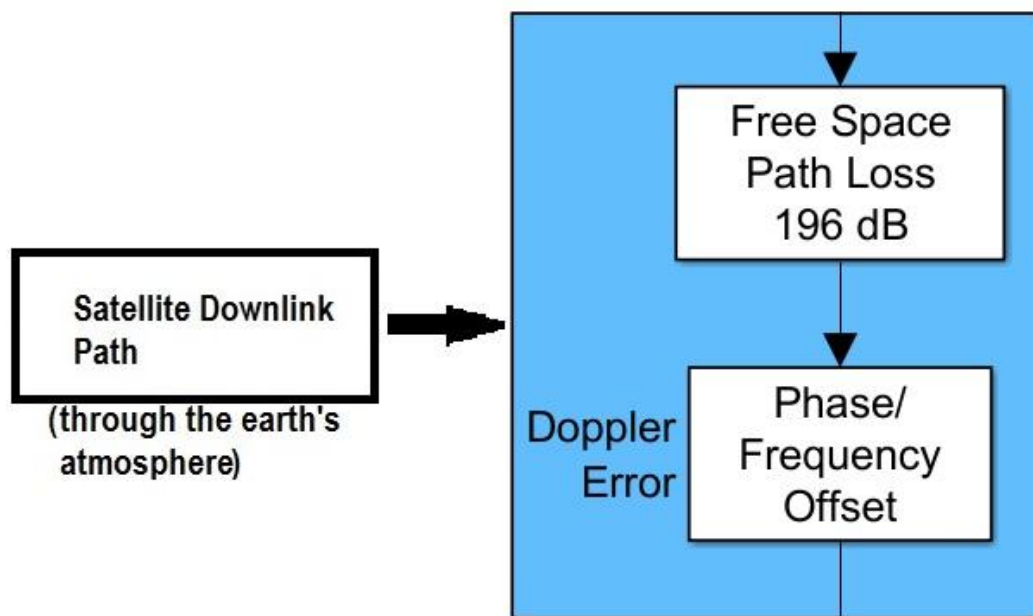 Satellite Downlink
Path
(through the earth's
atmosphere)
Free Space
Path Loss
196 dB
Doppler
Error
Phase/
Frequency
Offset